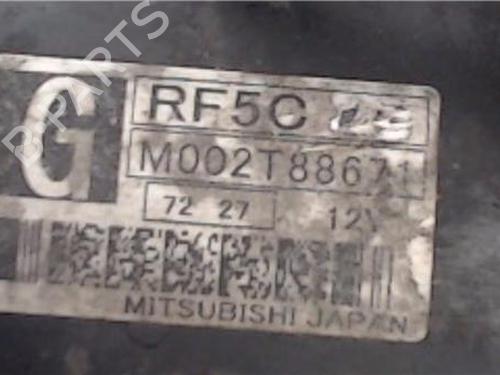 B-PARTS
G
RF5C
M002T88671
72 27 12V
MITSUBISHI JAPAN